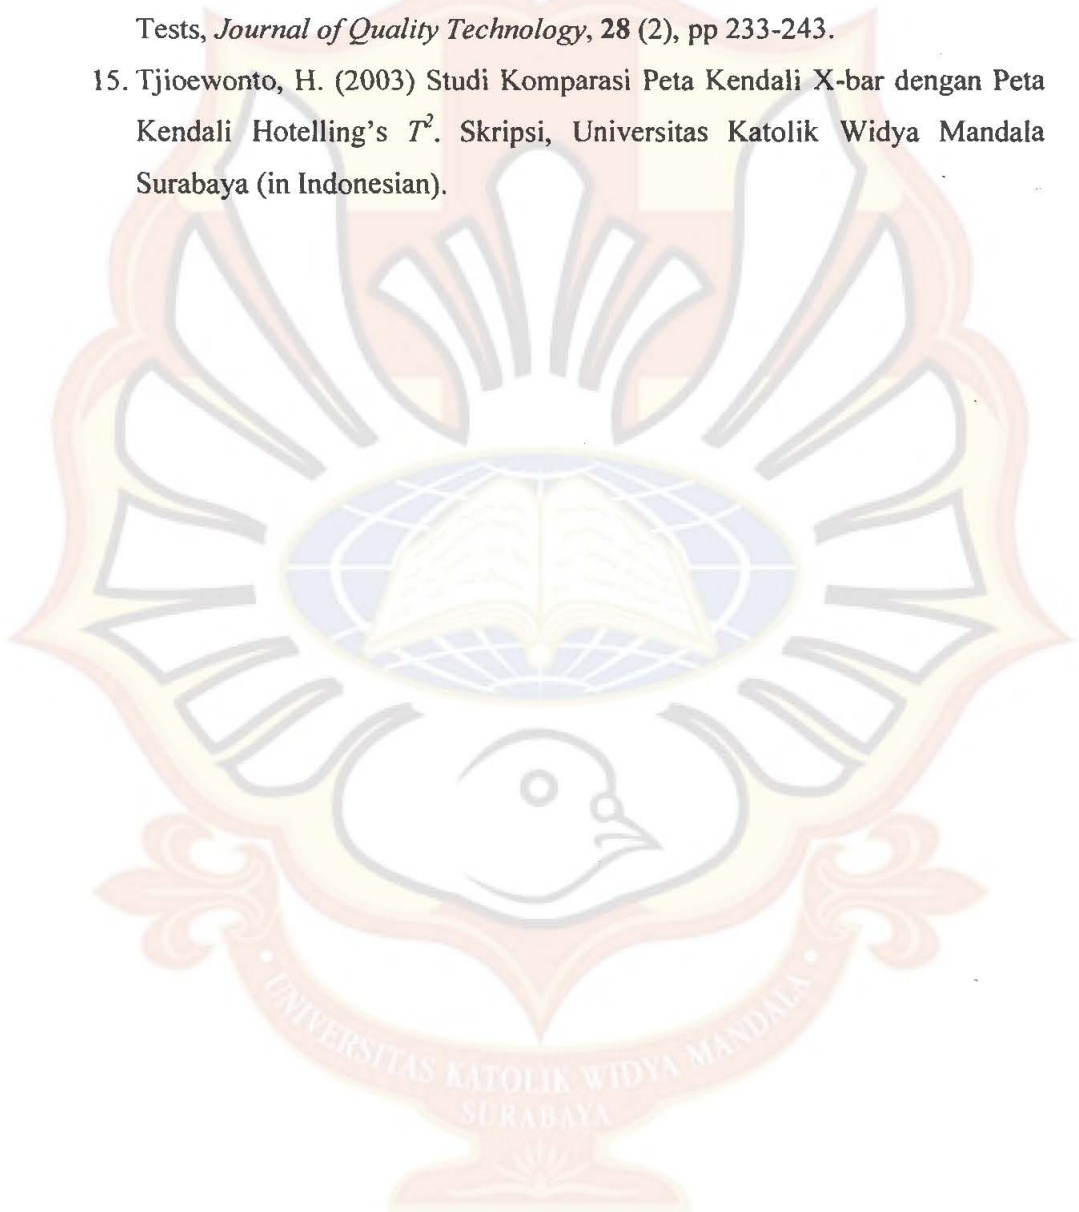 Tests, Journal of Quality Technology, 28 (2), pp 233-243.
15. Tjioewonto, H. (2003) Studi Komparasi Peta Kendali X-bar dengan Peta
Kendali Hotelling's T². Skripsi, Universitas Katolik Widya Mandala
Surabaya (in Indonesian).
UNIVERSITAS KATOLIK WIDYA MANDALA
SURABAYA